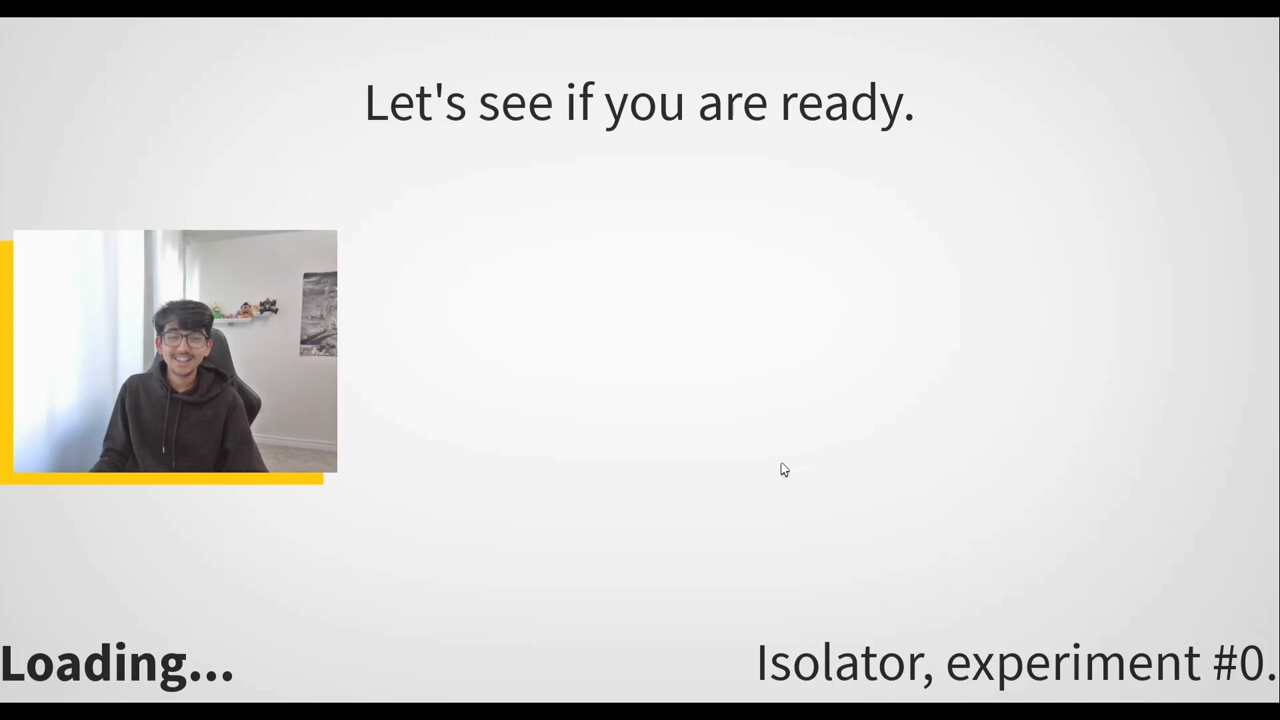 Let's see if you are ready.
Loading...
Isolator, experiment #0.